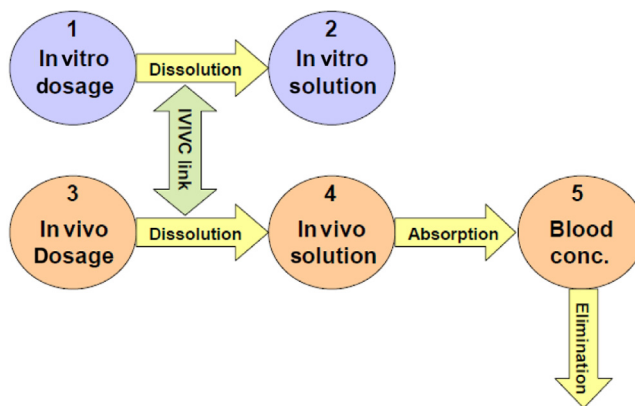 1
In vitro
dosage
Dissolution
2
In vitro
solution
IVIVC link
3
In vivo
Dosage
Dissolution
4
In vivo
solution
Absorption
5
Blood
conc.
Elimination